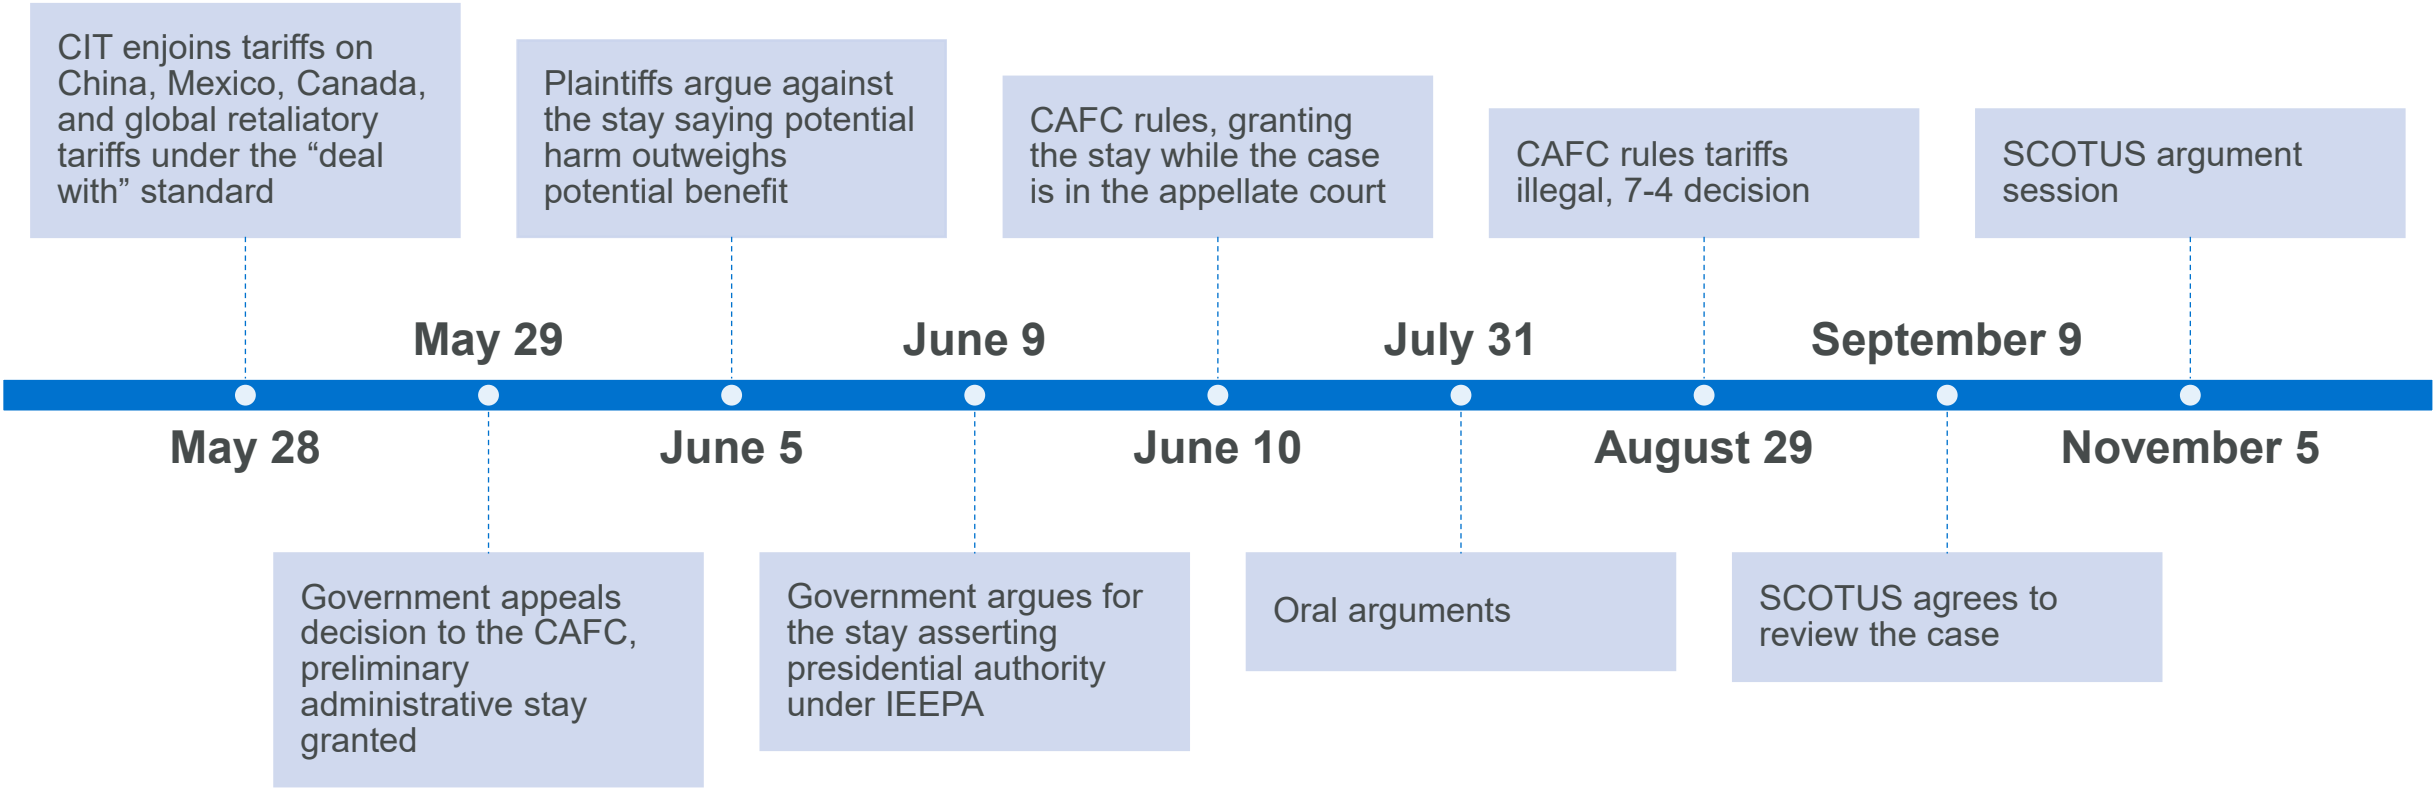 CIT enjoins tariffs on
China, Mexico, Canada,
and global retaliatory
tariffs under the “deal
with” standard
May 28
May 29
Government appeals
decision to the CAFC,
preliminary
administrative stay
granted
Plaintiffs argue against
the stay saying potential
harm outweighs
potential benefit
June 5
June 9
Government argues for
the stay asserting
presidential authority
under IEEPA
CAFC rules, granting
the stay while the case
is in the appellate court
June 10
July 31
Oral arguments
CAFC rules tariffs
illegal, 7-4 decision
August 29
September 9
SCOTUS agrees to
review the case
SCOTUS argument
session
November 5